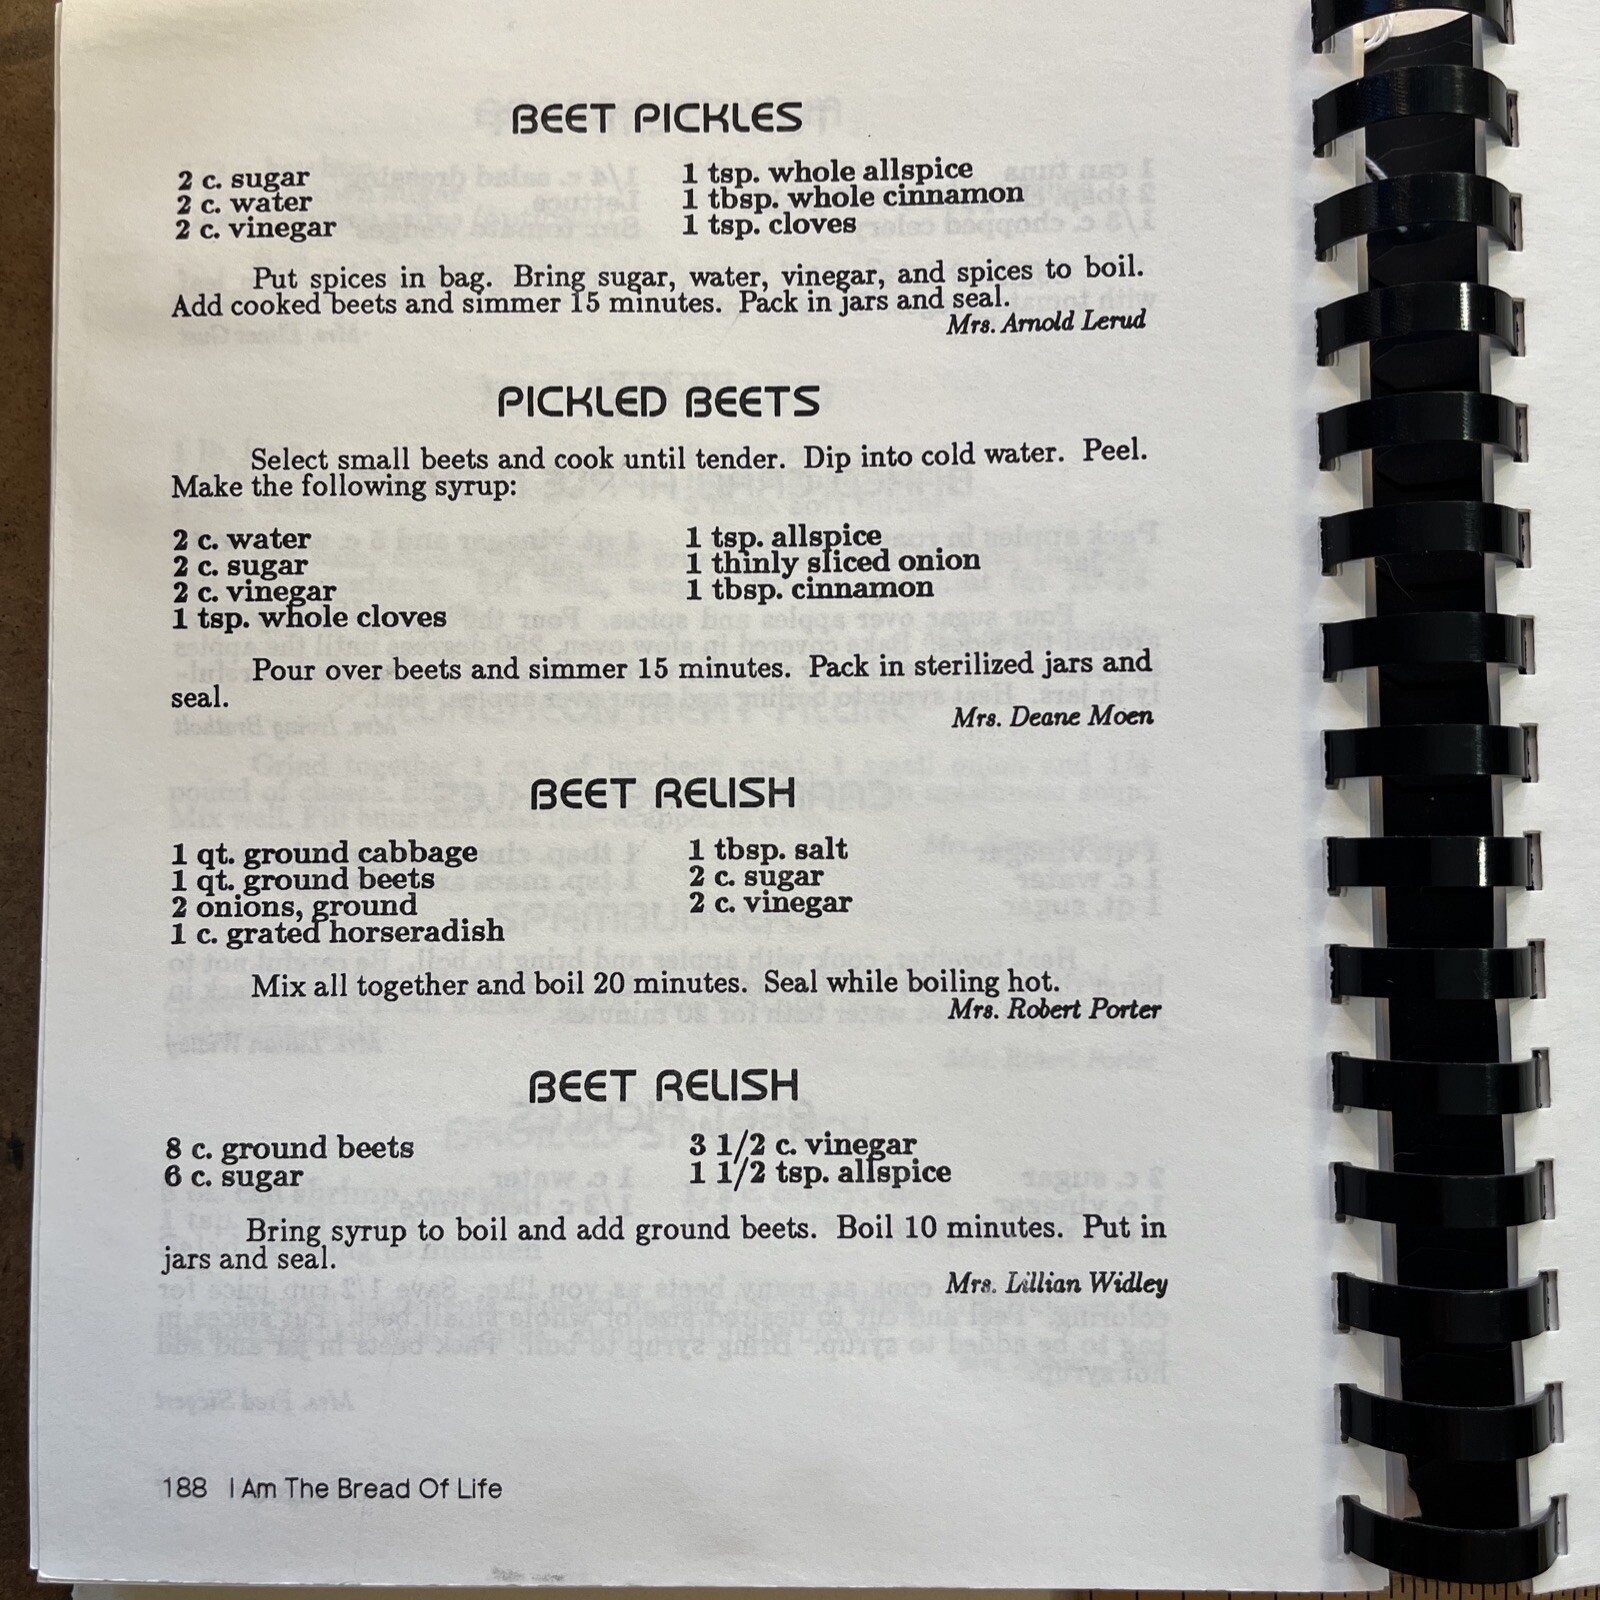 BEET PICKLES
2 c. sugar
2 c. water
2 c. vinegar
1 tsp. whole allspice
1 tbsp. whole cinnamon
1 tsp. cloves
Put spices in bag. Bring sugar, water, vinegar, and spices to boil.
Add cooked beets and simmer 15 minutes. Pack in jars and seal.
Mrs. Arnold Lerud
PICKLED BEETS
Select small beets and cook until tender. Dip into cold water. Peel.
Make the following syrup:
2 c. water
2 c. sugar
2 c. vinegar
1 tsp. whole cloves
1 tsp. allspice
1 thinly sliced onion
1 tbsp. cinnamon
Pour over beets and simmer 15 minutes. Pack in sterilized jars and
seal.
Mrs. Deane Moen
BEET RELISH
1 qt. ground cabbage
1 qt. ground beets
2 onions, ground
1 c. grated horseradish
1 tbsp. salt
2 c. sugar
2 c. vinegar
Mix all together and boil 20 minutes. Seal while boiling hot.
Mrs. Robert Porter
BEET RELISH
8 c. ground beets
6 c. sugar
3 1/2 c. vinegar
1 1/2 tsp. allspice
Bring syrup to boil and add ground beets. Boil 10 minutes. Put in
jars and seal.
Mrs. Lillian Widley
188 I Am The Bread Of Life